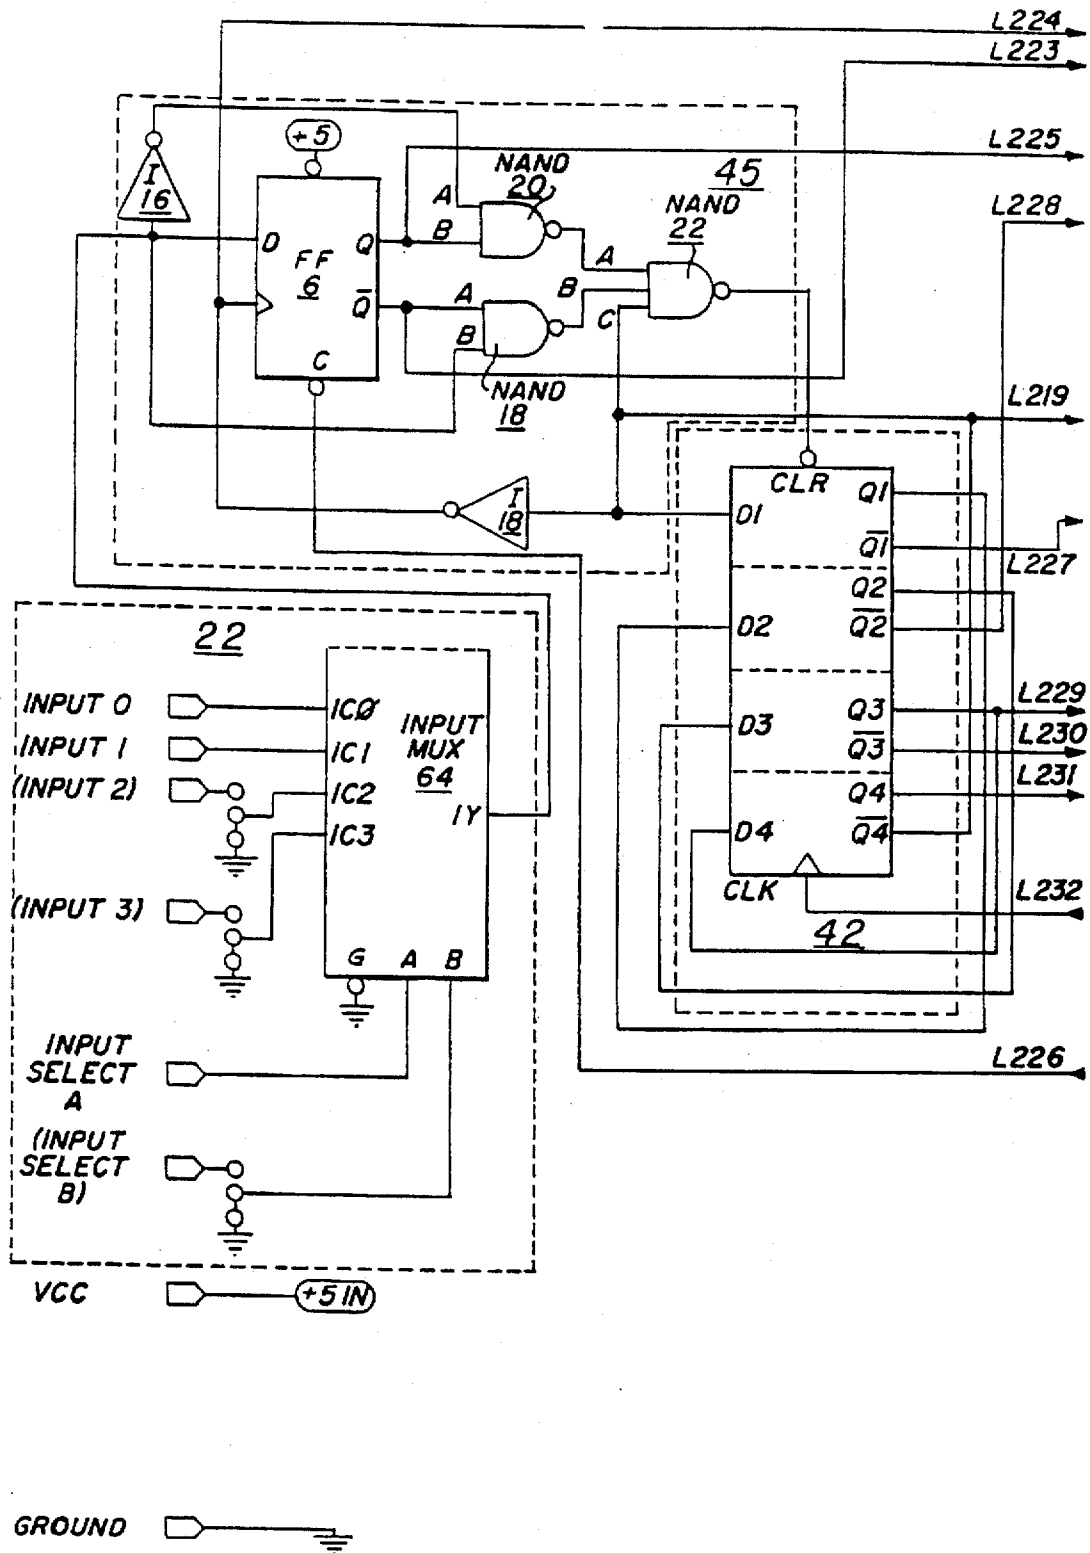 L224
L223
+5
L225
I
16
NAND
20
45
A
NAND
22
L228
D
Q
B
FF
6
A
B
C
Q̅
A
B
C
NAND
18
L219
CLR
Q1
I
18
D1
Q̅1̅
L227
Q2
D2
Q̅2̅
22
L229
INPUT 0
IC0
INPUT
MUX
64
D3
Q3
L230
INPUT 1
IC1
Q̅3̅
(INPUT 2)
IC2
L231
IY
Q4
IC3
D4
Q̅4̅
CLK
L232
(INPUT 3)
42
G
A
B
INPUT
SELECT
A
L226
(INPUT
SELECT
B)
VCC
+5 IN
GROUND